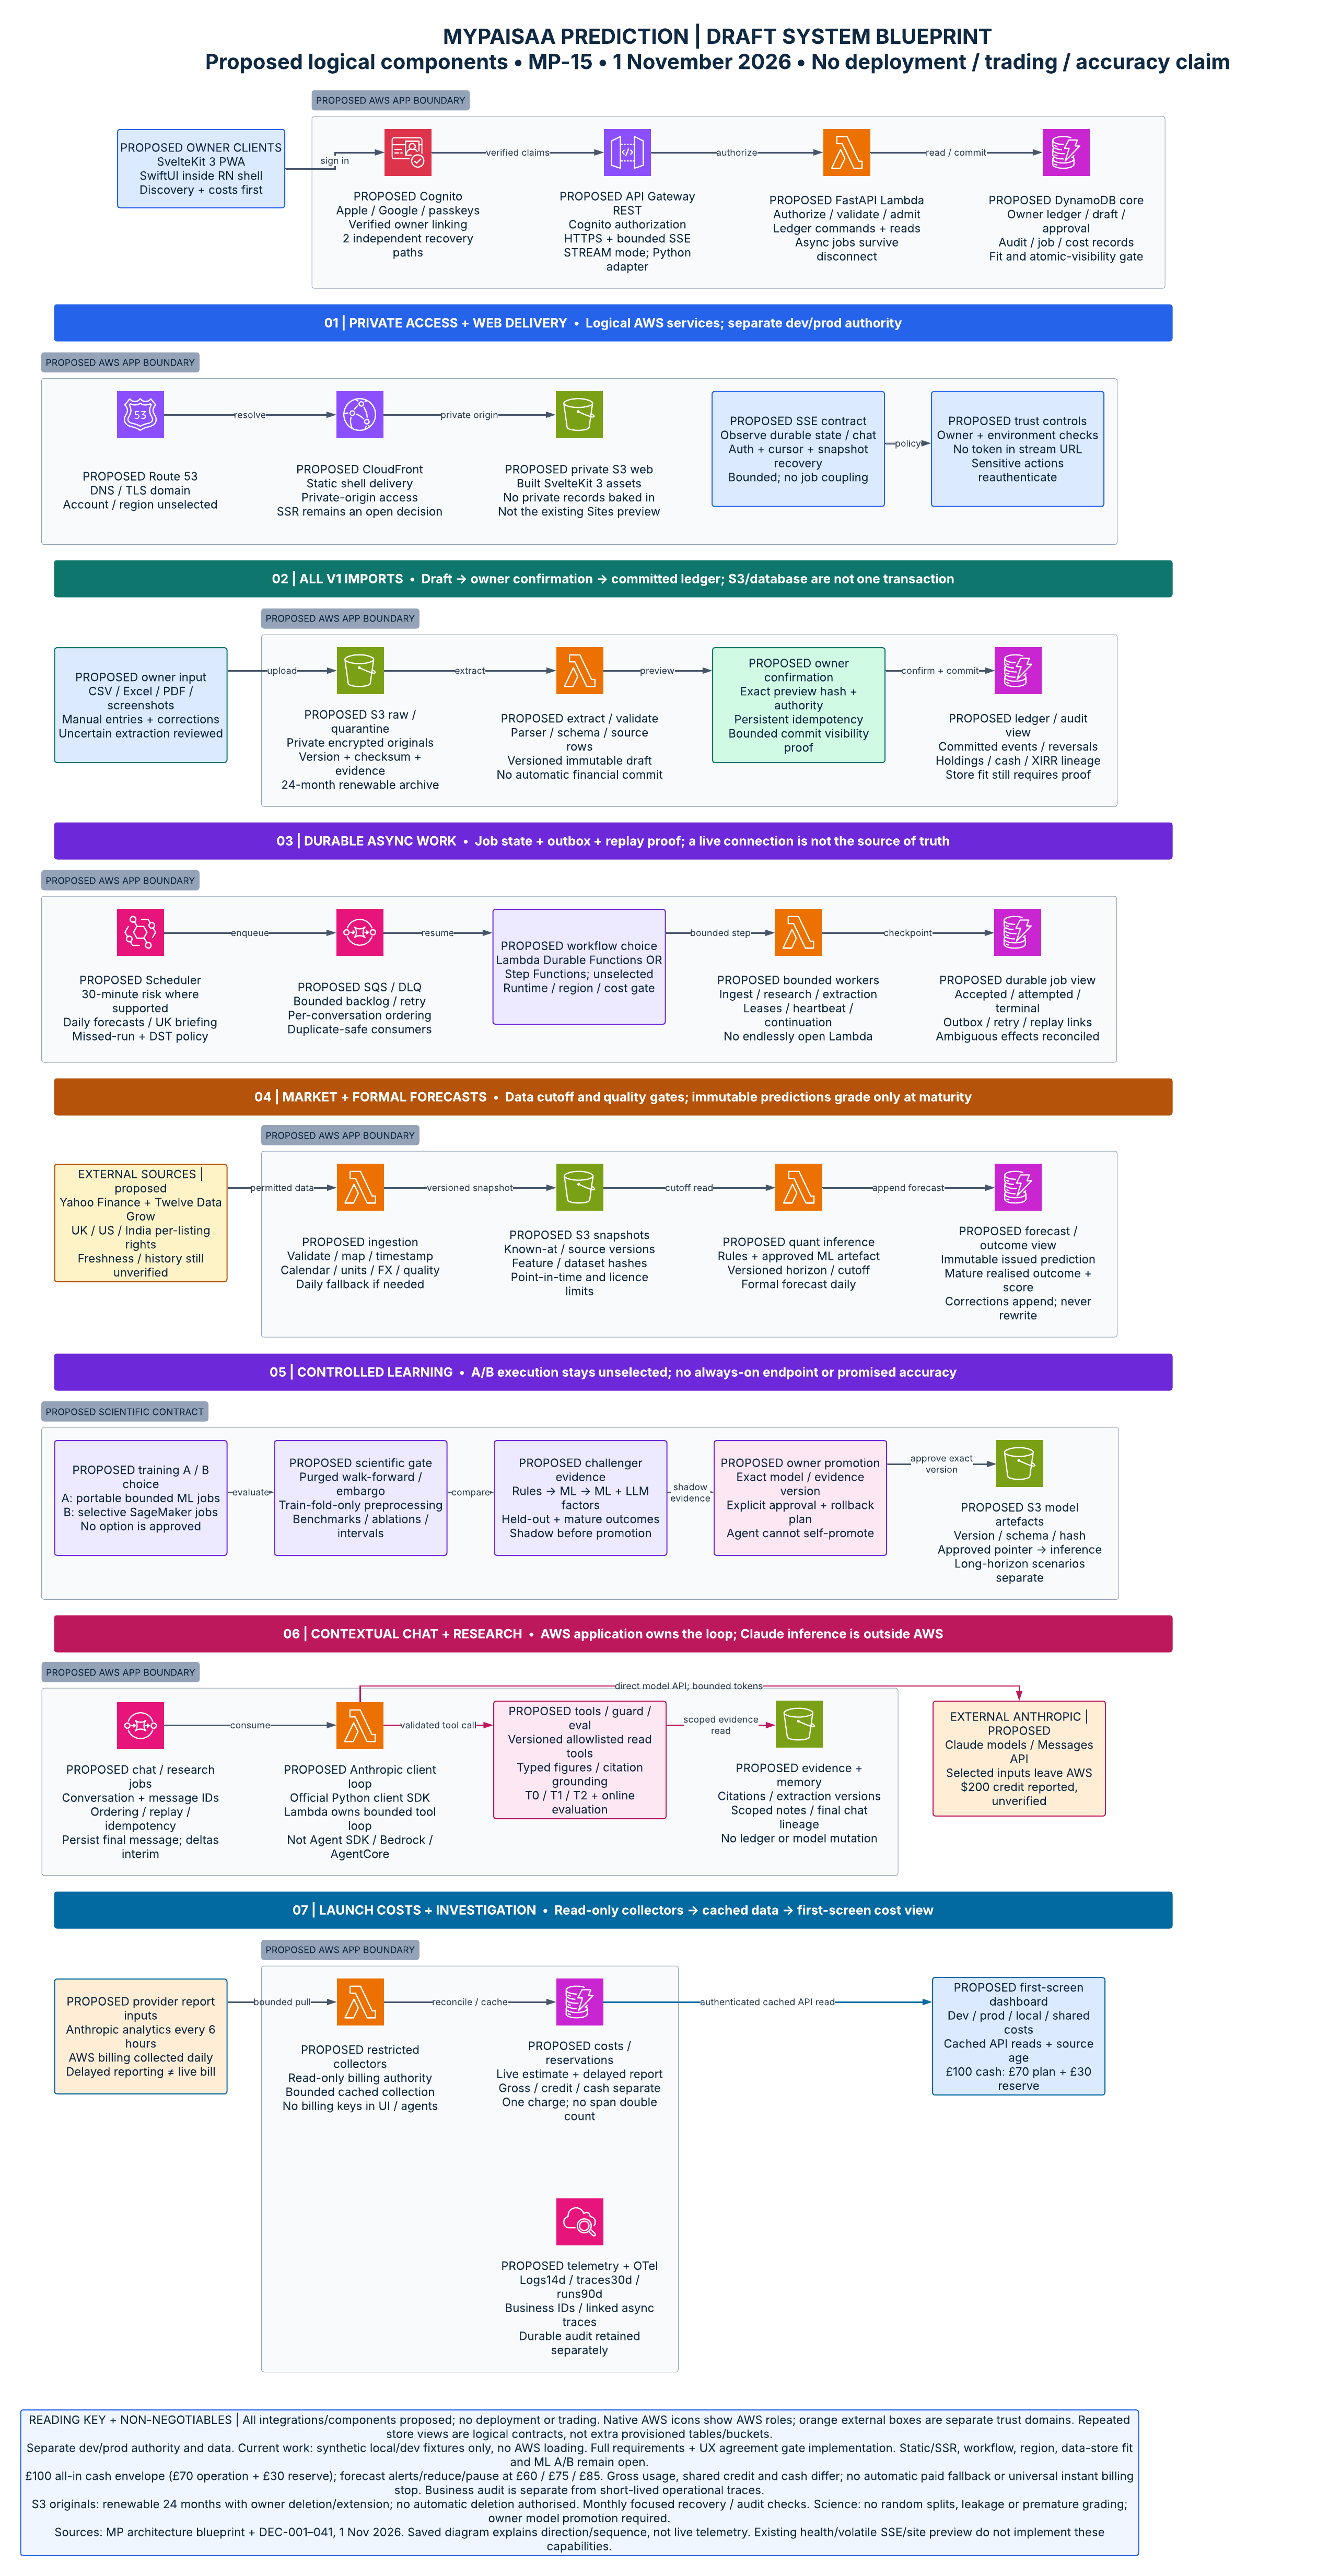 MYPAISAA PREDICTION | DRAFT SYSTEM BLUEPRINT
Proposed logical components • MP-15 • 1 November 2026 • No deployment / trading / accuracy claim
PROPOSED AWS APP BOUNDARY
PROPOSED OWNER CLIENTS
SvelteKit 3 PWA
SwiftUI inside RN shell
Discovery + costs first
sign in
verified claims
authorize
read / commit
PROPOSED Cognito
Apple / Google / passkeys
Verified owner linking
2 independent recovery
paths
PROPOSED API Gateway
REST
Cognito authorization
HTTPS + bounded SSE
STREAM mode; Python
adapter
PROPOSED FastAPI Lambda
Authorize / validate / admit
Ledger commands + reads
Async jobs survive
disconnect
PROPOSED DynamoDB core
Owner ledger / draft /
approval
Audit / job / cost records
Fit and atomic-visibility gate
01 | PRIVATE ACCESS + WEB DELIVERY • Logical AWS services; separate dev/prod authority
PROPOSED AWS APP BOUNDARY
53
resolve
private origin
policy
PROPOSED Route 53
DNS / TLS domain
Account / region unselected
PROPOSED CloudFront
Static shell delivery
Private-origin access
SSR remains an open decision
PROPOSED private S3 web
Built SvelteKit 3 assets
No private records baked in
Not the existing Sites preview
PROPOSED SSE contract
Observe durable state / chat
Auth + cursor + snapshot
recovery
Bounded; no job coupling
PROPOSED trust controls
Owner + environment checks
No token in stream URL
Sensitive actions
reauthenticate
02 | ALL V1 IMPORTS • Draft → owner confirmation → committed ledger; S3/database are not one transaction
PROPOSED AWS APP BOUNDARY
PROPOSED owner input
CSV / Excel / PDF /
screenshots
Manual entries + corrections
Uncertain extraction reviewed
upload
extract
preview
confirm + commit
PROPOSED S3 raw /
quarantine
Private encrypted originals
Version + checksum +
evidence
24-month renewable archive
PROPOSED extract / validate
Parser / schema / source
rows
Versioned immutable draft
No automatic financial commit
PROPOSED owner
confirmation
Exact preview hash +
authority
Persistent idempotency
Bounded commit visibility
proof
PROPOSED ledger / audit
view
Committed events / reversals
Holdings / cash / XIRR lineage
Store fit still requires proof
03 | DURABLE ASYNC WORK • Job state + outbox + replay proof; a live connection is not the source of truth
PROPOSED AWS APP BOUNDARY
enqueue
resume
bounded step
checkpoint
PROPOSED Scheduler
30-minute risk where
supported
Daily forecasts / UK briefing
Missed-run + DST policy
PROPOSED SQS / DLQ
Bounded backlog / retry
Per-conversation ordering
Duplicate-safe consumers
PROPOSED workflow choice
Lambda Durable Functions OR
Step Functions; unselected
Runtime / region / cost gate
PROPOSED bounded workers
Ingest / research / extraction
Leases / heartbeat /
continuation
No endlessly open Lambda
PROPOSED durable job view
Accepted / attempted /
terminal
Outbox / retry / replay links
Ambiguous effects reconciled
04 | MARKET + FORMAL FORECASTS • Data cutoff and quality gates; immutable predictions grade only at maturity
PROPOSED AWS APP BOUNDARY
EXTERNAL SOURCES |
proposed
Yahoo Finance + Twelve Data
Grow
UK / US / India per-listing
rights
Freshness / history still
unverified
permitted data
versioned snapshot
cutoff read
append forecast
PROPOSED ingestion
Validate / map / timestamp
Calendar / units / FX / quality
Daily fallback if needed
PROPOSED S3 snapshots
Known-at / source versions
Feature / dataset hashes
Point-in-time and licence
limits
PROPOSED quant inference
Rules + approved ML artefact
Versioned horizon / cutoff
Formal forecast daily
PROPOSED forecast /
outcome view
Immutable issued prediction
Mature realised outcome +
score
Corrections append; never
rewrite
05 | CONTROLLED LEARNING • A/B execution stays unselected; no always-on endpoint or promised accuracy
PROPOSED SCIENTIFIC CONTRACT
PROPOSED training A / B
choice
A: portable bounded ML jobs
B: selective SageMaker jobs
No option is approved
evaluate
PROPOSED scientific gate
Purged walk-forward /
embargo
Train-fold-only preprocessing
Benchmarks / ablations /
intervals
compare
PROPOSED challenger
evidence
Rules → ML → ML + LLM
factors
Held-out + mature outcomes
Shadow before promotion
shadow
evidence
PROPOSED owner promotion
Exact model / evidence
version
Explicit approval + rollback
plan
Agent cannot self-promote
approve exact
version
PROPOSED S3 model
artefacts
Version / schema / hash
Approved pointer → inference
Long-horizon scenarios
separate
06 | CONTEXTUAL CHAT + RESEARCH • AWS application owns the loop; Claude inference is outside AWS
PROPOSED AWS APP BOUNDARY
direct model API; bounded tokens
consume
validated tool call
scoped evidence
read
PROPOSED chat / research
jobs
Conversation + message IDs
Ordering / replay /
idempotency
Persist final message; deltas
interim
PROPOSED Anthropic client
loop
Official Python client SDK
Lambda owns bounded tool
loop
Not Agent SDK / Bedrock /
AgentCore
PROPOSED tools / guard /
eval
Versioned allowlisted read
tools
Typed figures / citation
grounding
T0 / T1 / T2 + online
evaluation
PROPOSED evidence +
memory
Citations / extraction versions
Scoped notes / final chat
lineage
No ledger or model mutation
EXTERNAL ANTHROPIC |
PROPOSED
Claude models / Messages
API
Selected inputs leave AWS
$200 credit reported,
unverified
07 | LAUNCH COSTS + INVESTIGATION • Read-only collectors → cached data → first-screen cost view
PROPOSED AWS APP BOUNDARY
PROPOSED provider report
inputs
Anthropic analytics every 6
hours
AWS billing collected daily
Delayed reporting ≠ live bill
bounded pull
reconcile / cache
authenticated cached API read
PROPOSED restricted
collectors
Read-only billing authority
Bounded cached collection
No billing keys in UI / agents
PROPOSED costs /
reservations
Live estimate + delayed report
Gross / credit / cash separate
One charge; no span double
count
PROPOSED first-screen
dashboard
Dev / prod / local / shared
costs
Cached API reads + source
age
£100 cash: £70 plan + £30
reserve
PROPOSED telemetry + OTel
Logs14d / traces30d /
runs90d
Business IDs / linked async
traces
Durable audit retained
separately
READING KEY + NON-NEGOTIABLES | All integrations/components proposed; no deployment or trading. Native AWS icons show AWS roles; orange external boxes are separate trust domains. Repeated
store views are logical contracts, not extra provisioned tables/buckets.
Separate dev/prod authority and data. Current work: synthetic local/dev fixtures only, no AWS loading. Full requirements + UX agreement gate implementation. Static/SSR, workflow, region, data-store fit
and ML A/B remain open.
£100 all-in cash envelope (£70 operation + £30 reserve); forecast alerts/reduce/pause at £60 / £75 / £85. Gross usage, shared credit and cash differ; no automatic paid fallback or universal instant billing
stop. Business audit is separate from short-lived operational traces.
S3 originals: renewable 24 months with owner deletion/extension; no automatic deletion authorised. Monthly focused recovery / audit checks. Science: no random splits, leakage or premature grading;
owner model promotion required.
Sources: MP architecture blueprint + DEC-001–041, 1 Nov 2026. Saved diagram explains direction/sequence, not live telemetry. Existing health/volatile SSE/site preview do not implement these
capabilities.